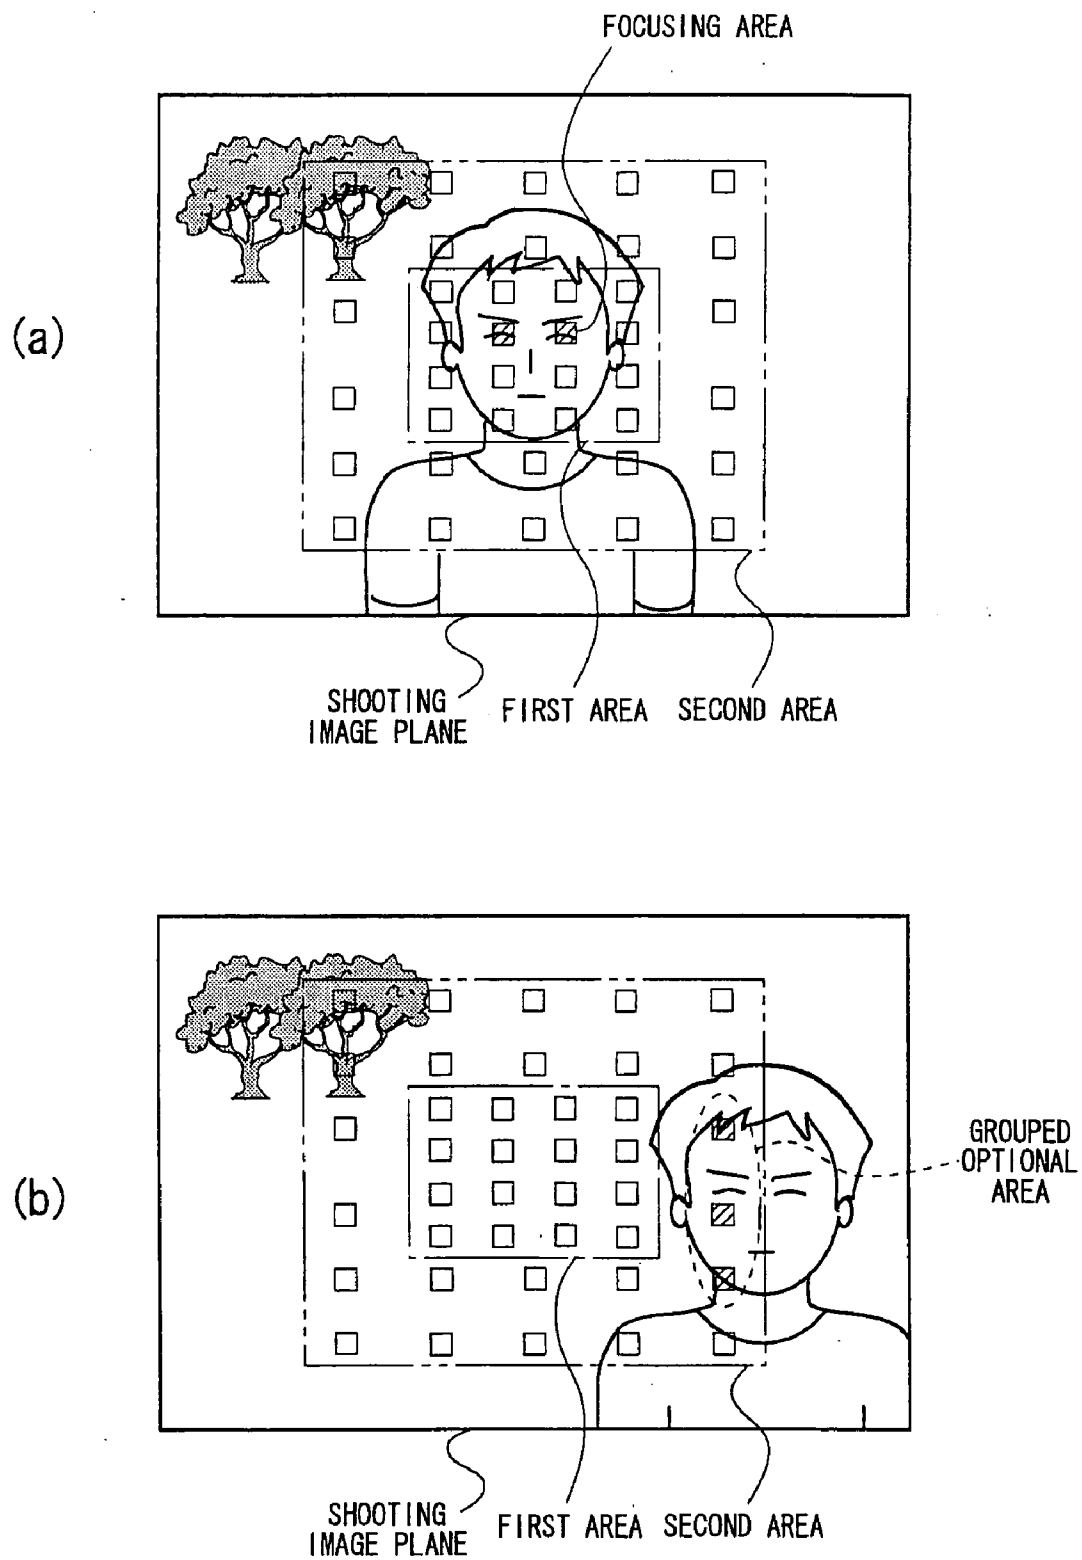 FOCUSING AREA
(a)
SHOOTING
IMAGE PLANE
FIRST AREA
SECOND AREA
(b)
GROUPED
OPTIONAL
AREA
SHOOTING
IMAGE PLANE
FIRST AREA
SECOND AREA